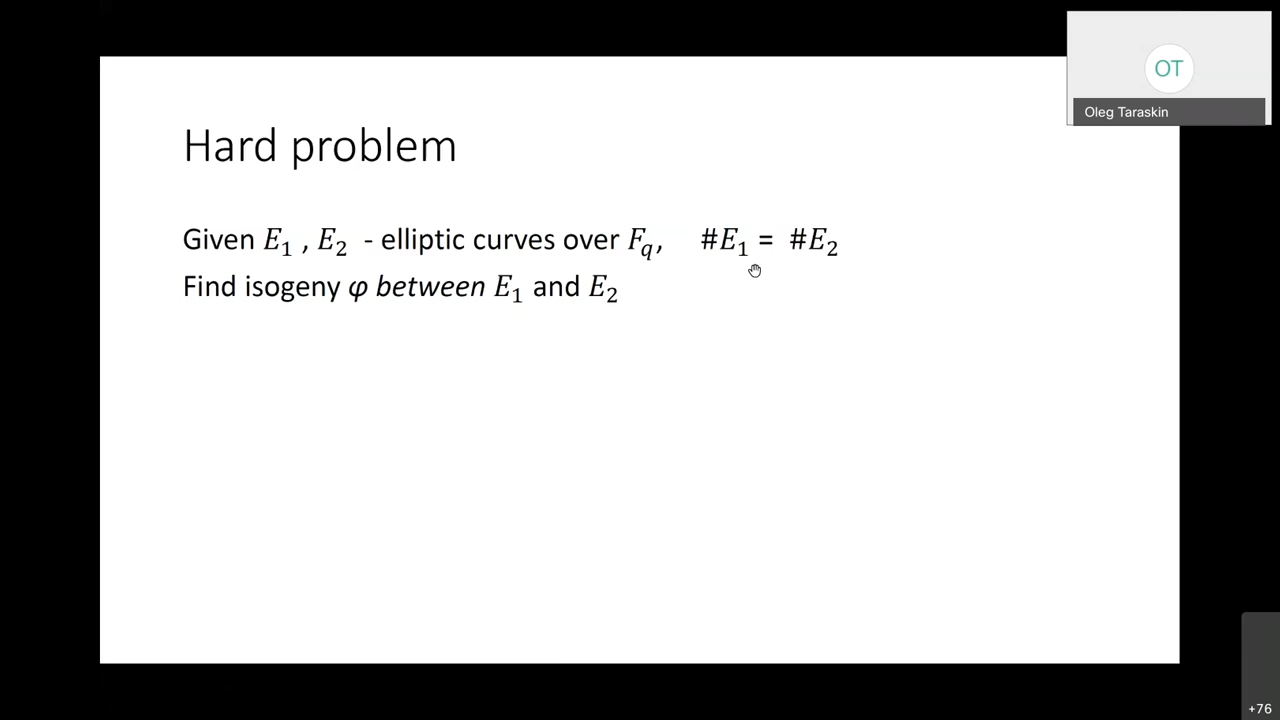 OT
Oleg Taraskin
Hard problem
Given E₁ , E₂ - elliptic curves over F_q, #E₁ = #E₂
Find isogeny φ between E₁ and E₂
+76